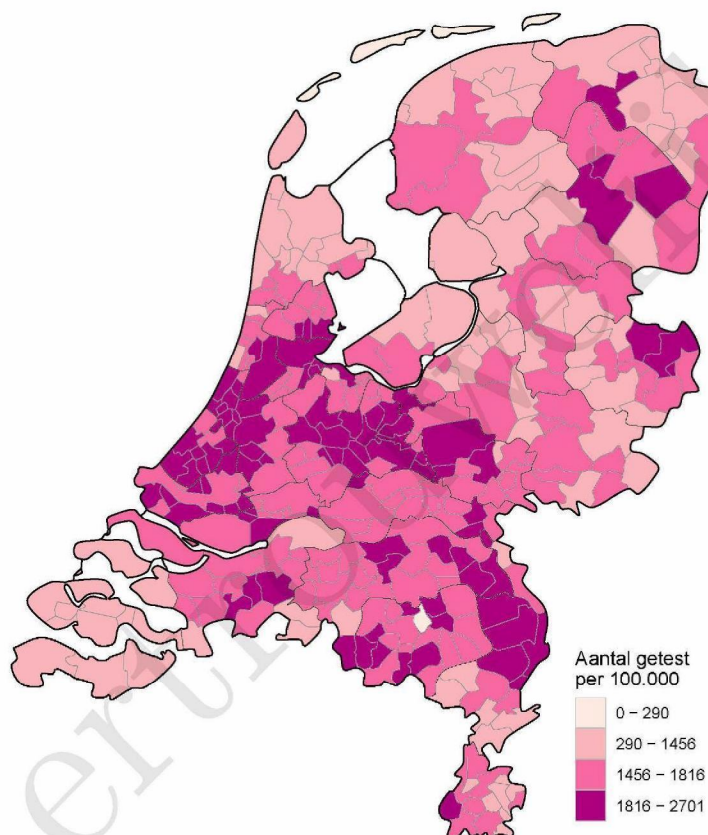 Aantal getest
per 100.000
0 – 290
290 – 1456
1456 – 1816
1816 – 2701